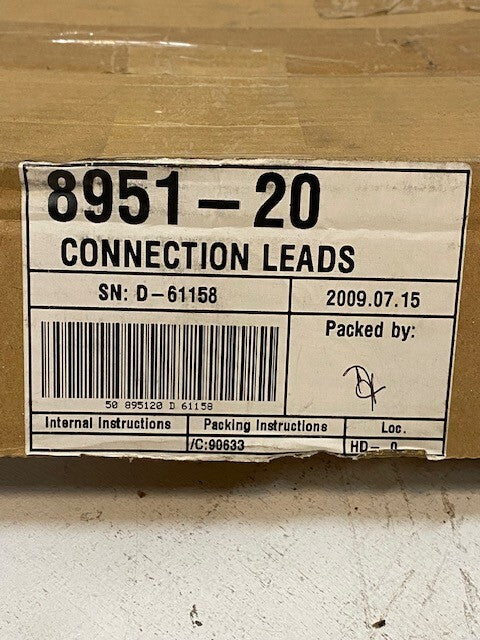 8951-20
CONNECTION LEADS
SN: D-61158
2009.07.15
Packed by:
50 895120 D 61158
Internal Instructions
Packing Instructions
Loc.
/C:90633
HD- 0